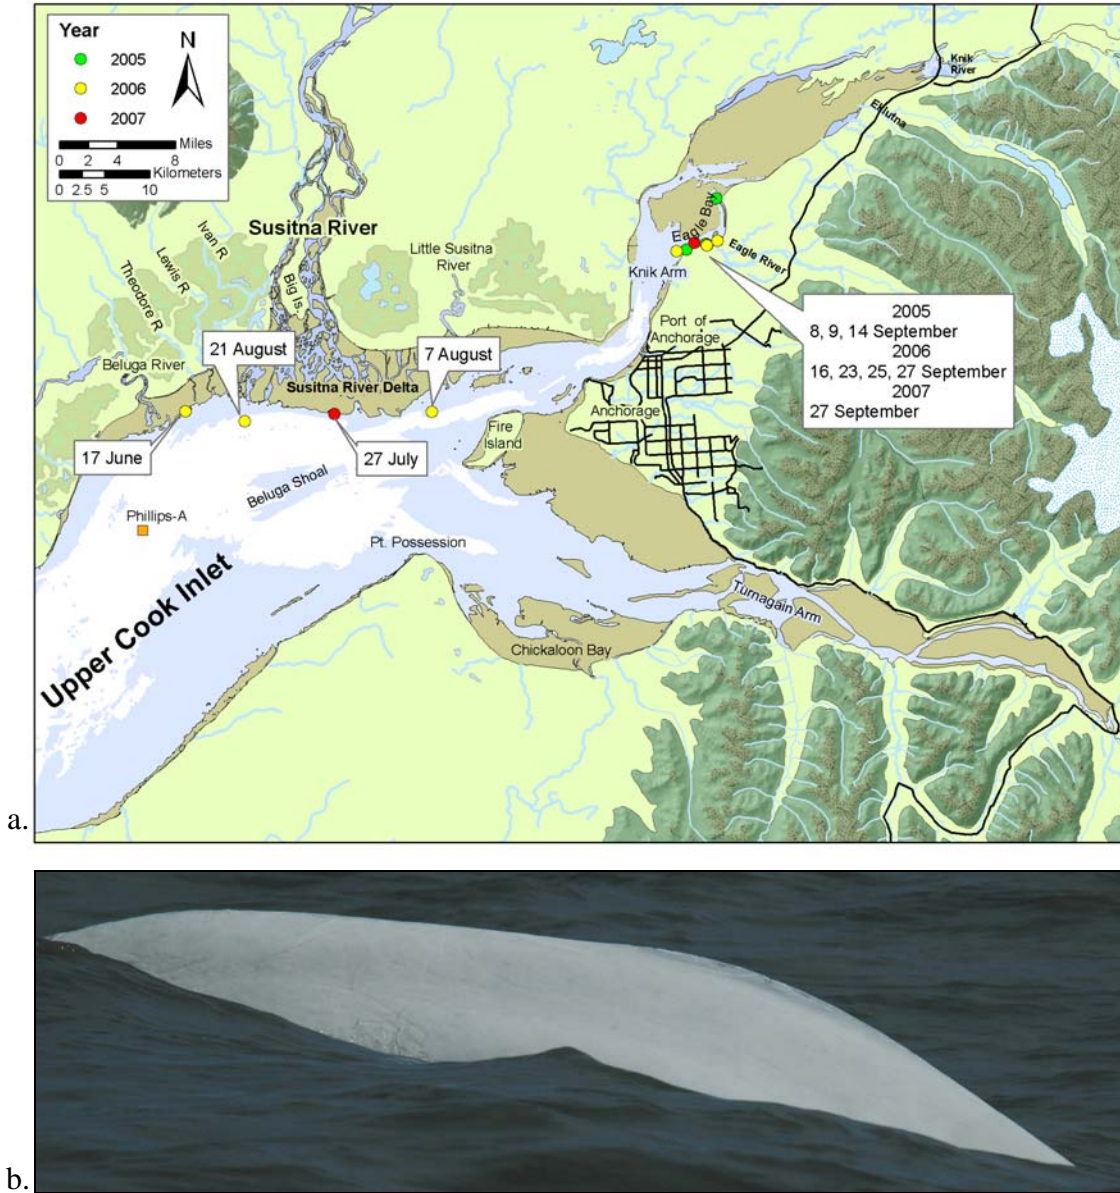 Year
2005
2006
2007
N
0 2 4 8 Miles
0 2.5 5 10 Kilometers
Knik
River
Eklutna
Eagle Bay
Eagle River
Knik Arm
Susitna River
Ivan R
Lewis R
Theodore R
Big Is.
Little Susitna
River
Beluga River
21 August
7 August
Susitna River Delta
17 June
27 July
Port of
Anchorage
Anchorage
2005
8, 9, 14 September
2006
16, 23, 25, 27 September
2007
27 September
Fire
Island
Beluga Shoal
Phillips-A
Pt. Possession
Upper Cook Inlet
Turnagain Arm
Chickaloon Bay
a.
b.